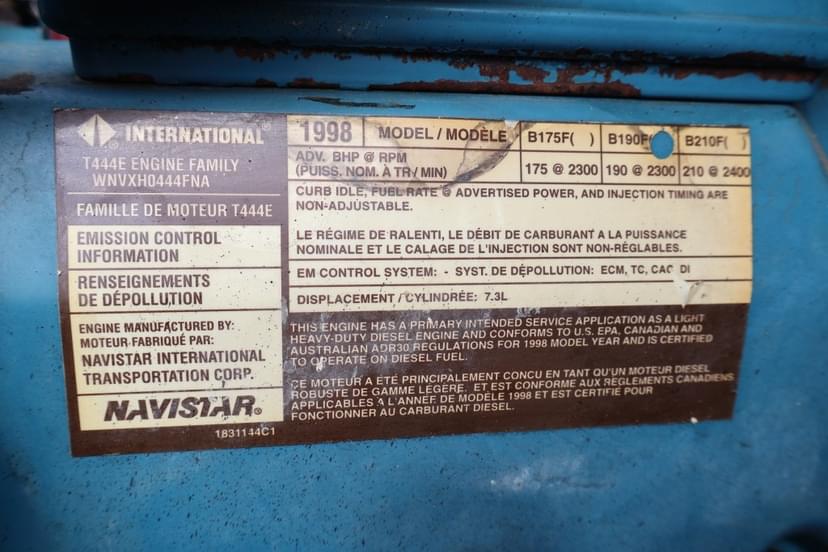 INTERNATIONAL®
T444E ENGINE FAMILY
WNVXH0444FNA
FAMILLE DE MOTEUR T444E
EMISSION CONTROL
INFORMATION
RENSEIGNEMENTS
DE DÉPOLLUTION
ENGINE MANUFACTURED BY:
MOTEUR FABRIQUÉ PAR:
NAVISTAR INTERNATIONAL
TRANSPORTATION CORP.
NAVISTAR®
1831144C1
1998 MODEL / MODÈLE B175F( ) B190F( B210F( )
ADV. BHP @ RPM
(PUISS. NOM. À TR / MIN) 175 @ 2300 190 @ 2300 210 @ 2400
CURB IDLE, FUEL RATE @ ADVERTISED POWER, AND INJECTION TIMING ARE
NON-ADJUSTABLE.
LE RÉGIME DE RALENTI, LE DÉBIT DE CARBURANT A LA PUISSANCE
NOMINALE ET LE CALAGE DE L'INJECTION SONT NON-RÉGLABLES.
EM CONTROL SYSTEM: - SYST. DE DÉPOLLUTION: ECM, TC, CAC DI
DISPLACEMENT / CYLINDRÉE: 7.3L
THIS ENGINE HAS A PRIMARY INTENDED SERVICE APPLICATION AS A LIGHT
HEAVY-DUTY DIESEL ENGINE AND CONFORMS TO U.S. EPA, CANADIAN AND
AUSTRALIAN ADR30 REGULATIONS FOR 1998 MODEL YEAR AND IS CERTIFIED
TO OPERATE ON DIESEL FUEL.
CE MOTEUR A ETÉ PRINCIPALEMENT CONCU EN TANT QU'UN MOTEUR DIESEL
ROBUSTE DE GAMME LÉGERE. ET EST CONFORME AUX REGLEMENTS CANADIENS
APPLICABLES A L'ANNEE DE MODÈLE 1998 ET EST CERTIFIÉ POUR
FONCTIONNER AU CARBURANT DIESEL.